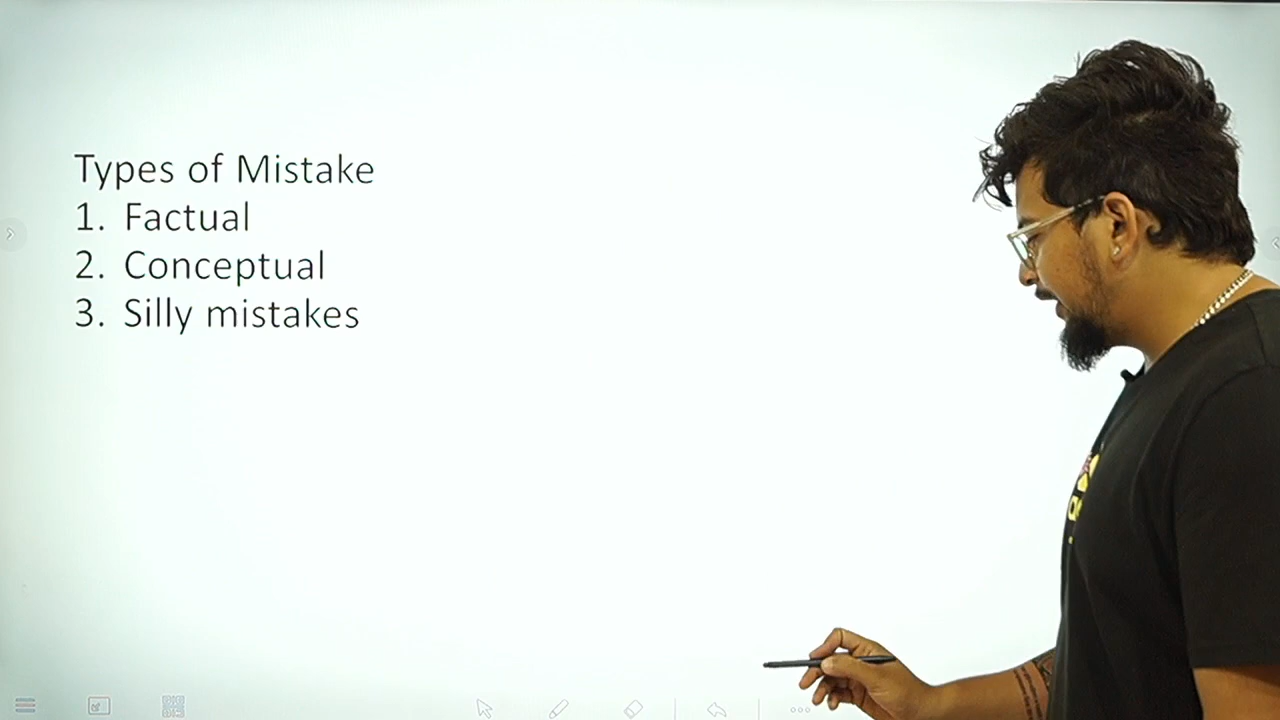 Types of Mistake
1. Factual
2. Conceptual
3. Silly mistakes